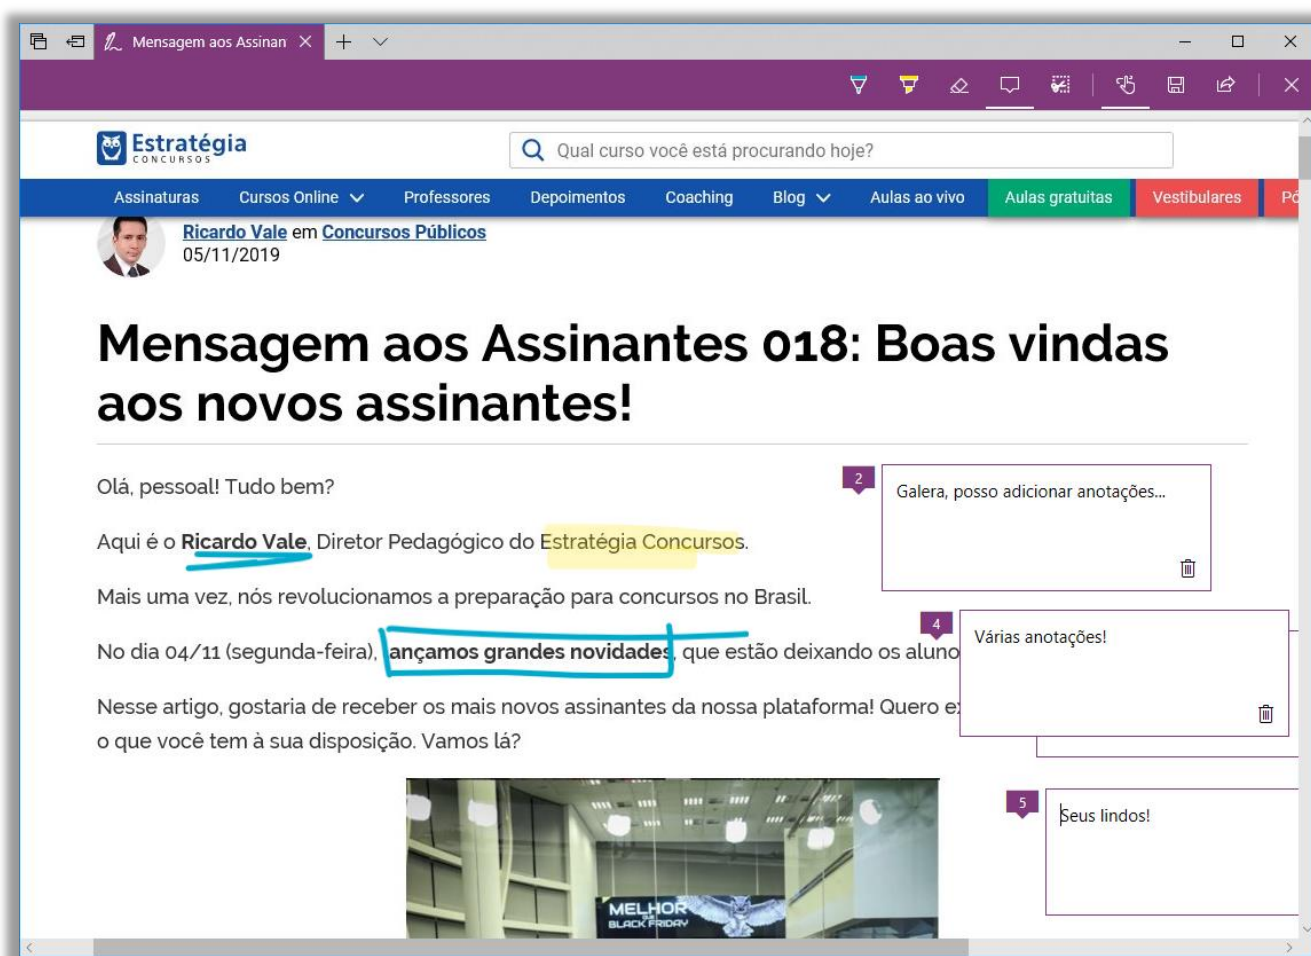 Mensagem aos Assinan
Estratégia
CONCURSOS
Qual curso você está procurando hoje?
Assinaturas Cursos Online Professores Depoimentos Coaching Blog Aulas ao vivo Aulas gratuitas Vestibulares Pó
Ricardo Vale em Concursos Públicos
05/11/2019
Mensagem aos Assinantes 018: Boas vindas
aos novos assinantes!
Olá, pessoal! Tudo bem?
2
Galera, posso adicionar anotações...
Aqui é o Ricardo Vale, Diretor Pedagógico do Estratégia Concursos.
Mais uma vez, nós revolucionamos a preparação para concursos no Brasil.
4
Várias anotações!
No dia 04/11 (segunda-feira), lançamos grandes novidades, que estão deixando os aluno
Nesse artigo, gostaria de receber os mais novos assinantes da nossa plataforma! Quero e
o que você tem à sua disposição. Vamos lá?
5
Seus lindos!
MELHOR
QUE
BLACK FRIDAY